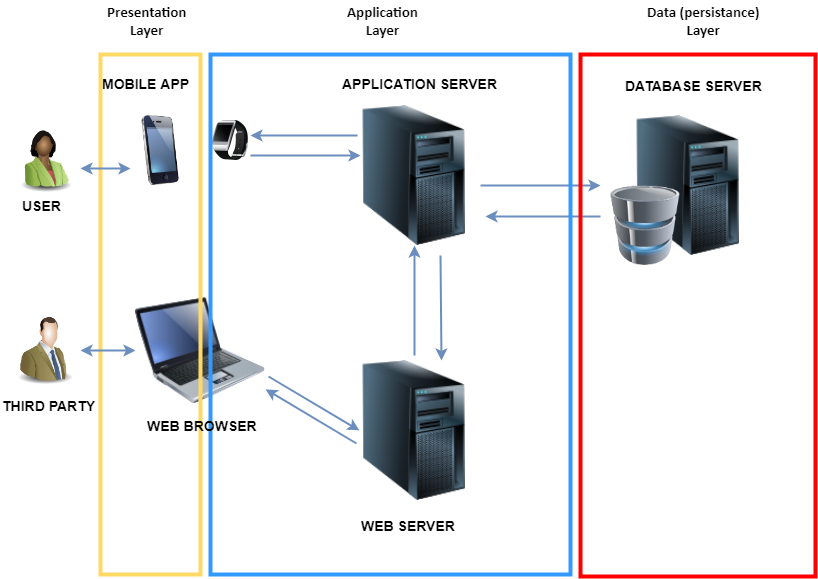 Presentation
Layer
Application
Layer
Data (persistance)
Layer
MOBILE APP
APPLICATION SERVER
DATABASE SERVER
USER
THIRD PARTY
WEB BROWSER
WEB SERVER